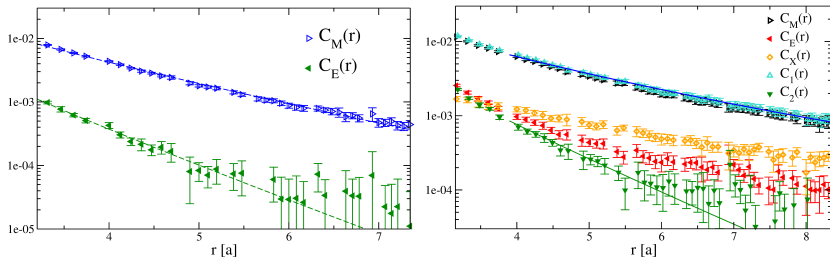 1e-02
1e-03
1e-04
1e-05
4
5
6
7
r [a]
C_M(r)
C_E(r)
1e-02
1e-03
1e-04
4
5
6
7
8
r [a]
C_M(r)
C_E(r)
C_X(r)
C_1(r)
C_2(r)